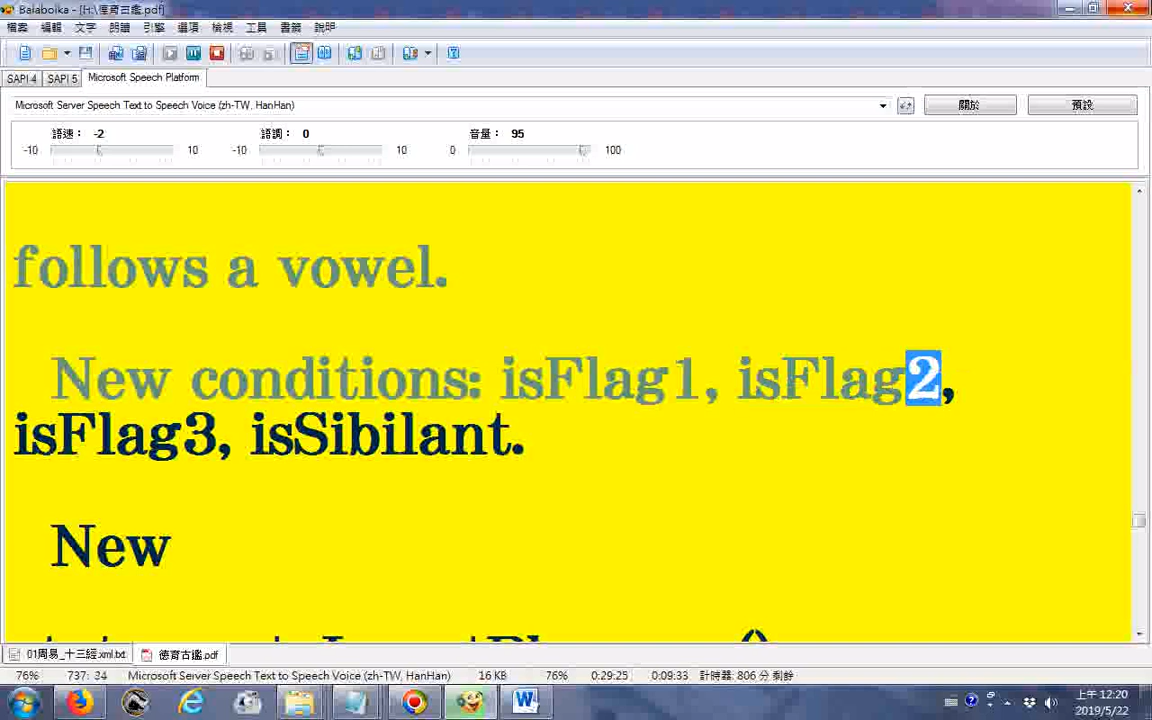 Balabolka - [H:\德育古鑑.pdf]
檔案 編輯 文字 朗讀 引擎 選項 檢視 工具 書籤 說明
SAPI 4 SAPI 5 Microsoft Speech Platform
Microsoft Server Speech Text to Speech Voice (zh-TW, HanHan) 關於 預設
語速： -2 語調： 0 音量： 95
-10 10 -10 10 0 100
follows a vowel.
New conditions: isFlag1, isFlag2,
isFlag3, isSibilant.
New
01周易_十三經.xml.txt 德育古鑑.pdf
76% 737: 34 Microsoft Server Speech Text to Speech Voice (zh-TW, HanHan) 16 KB 76% 0:29:25 0:09:33 計時器: 806 分 剩餘
上午 12:20
2019/5/22